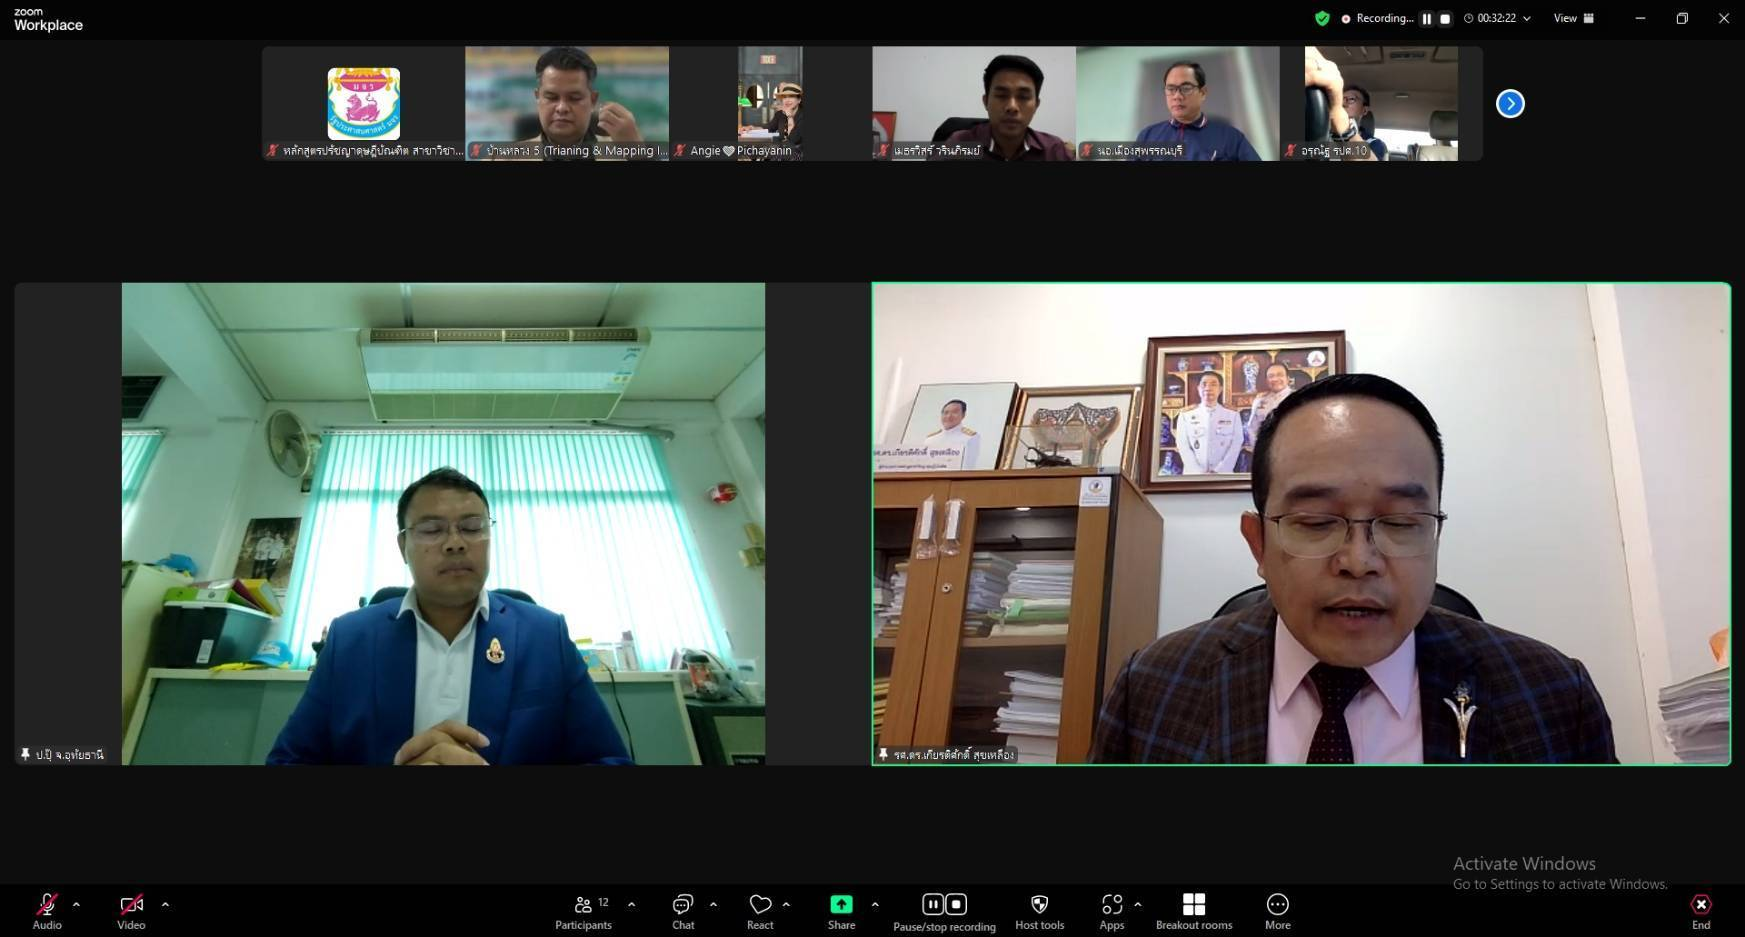 zoom
Workplace
Recording...
00:32:22
View
หลักสูตรปรัชญาดุษฎีบัณฑิต สาขาวิชา...
บ้านหลวง 5 (Trianing & Mapping I...
Angie🤍Pichayanin
เมธรวิสุร์ วรินภิรมย์
นอ.เมืองสุพรรณบุรี
อรุณัฐ รปศ.10
ป.ปุ๊ จ.อุทัยธานี
รศ.ดร.เกียรติศักดิ์ สุขเหลือง
Activate Windows
Go to Settings to activate Windows.
Audio
Video
12
Participants
Chat
React
Share
Pause/stop recording
Host tools
Apps
Breakout rooms
More
End